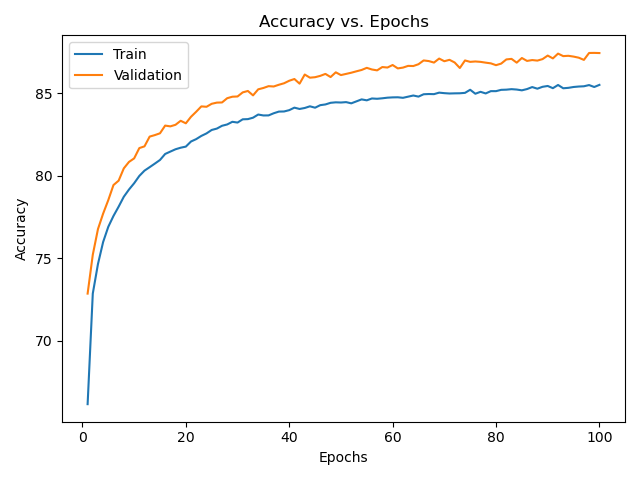 Accuracy vs. Epochs
Train
Validation
85
80
75
70
Accuracy
0 20 40 60 80 100
Epochs